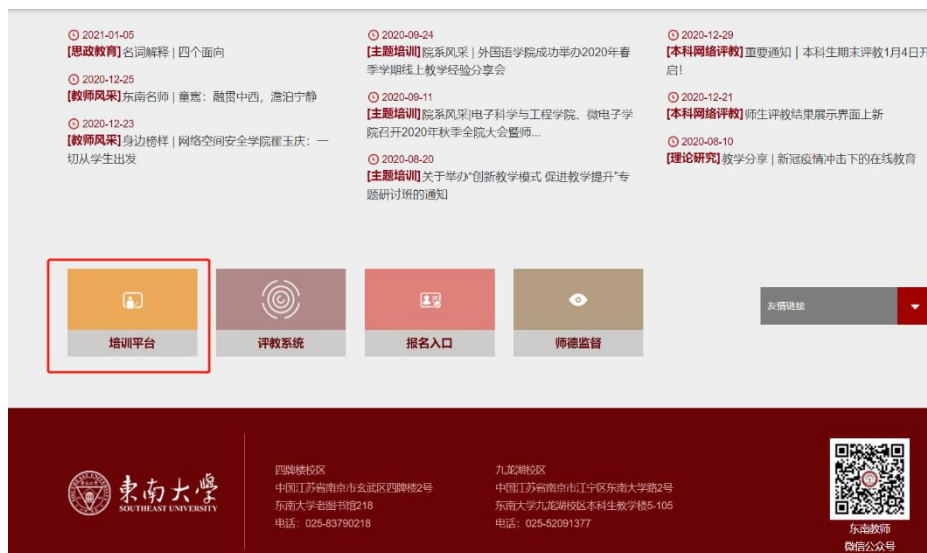 2021-01-05
[思政教育]名词解释 | 四个面向
2020-12-25
[教师风采]东南名师 | 童寯：融贯中西，澹泊宁静
2020-12-23
[教师风采]身边榜样 | 网络空间安全学院崔玉庆：一
切从学生出发
2020-09-24
[主题培训]院系风采 | 外国语学院成功举办2020年春
季学期线上教学经验分享会
2020-09-11
[主题培训]院系风采|电子科学与工程学院、微电子学
院召开2020年秋季全院大会暨师...
2020-08-20
[主题培训]关于举办“创新教学模式 促进教学提升”专
题研讨班的通知
2020-12-29
[本科网络评教]重要通知 | 本科生期末评教1月4日开
启!
2020-12-21
[本科网络评教]师生评教结果展示界面上新
2020-08-10
[理论研究]教学分享 | 新冠疫情冲击下的在线教育
培训平台
评教系统
报名入口
师德监督
友情链接
東南大學
SOUTHEAST UNIVERSITY
四牌楼校区
中国江苏省南京市玄武区四牌楼2号
东南大学老图书馆218
电话：025-83790218
九龙湖校区
中国江苏省南京市江宁区东南大学路2号
东南大学九龙湖校区本科生教学楼5-105
电话：025-52091377
东南教师
微信公众号